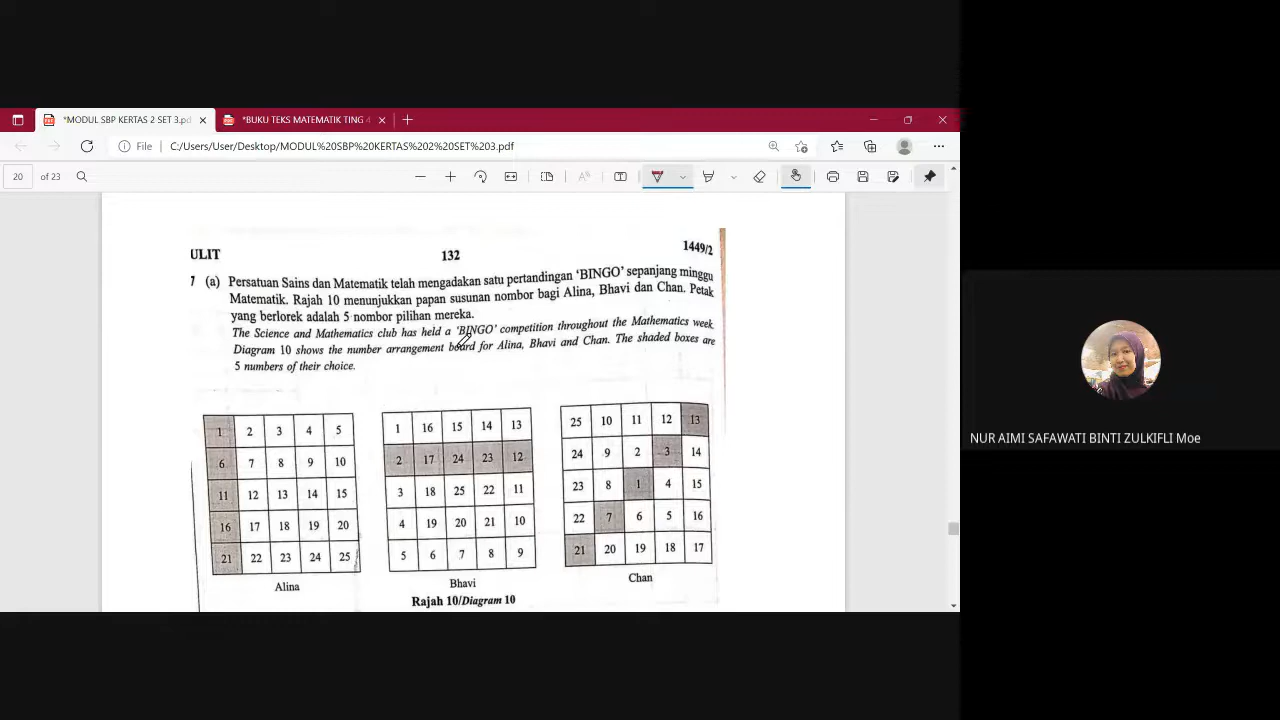 *MODUL SBP KERTAS 2 SET 3.pd
*BUKU TEKS MATEMATIK TING 4
File
C:/Users/User/Desktop/MODUL%20SBP%20KERTAS%202%20SET%203.pdf
20 of 23
ULIT 132 1449/2
7 (a) Persatuan Sains dan Matematik telah mengadakan satu pertandingan 'BINGO' sepanjang minggu
Matematik. Rajah 10 menunjukkan papan susunan nombor bagi Alina, Bhavi dan Chan. Petak
yang berlorek adalah 5 nombor pilihan mereka.
The Science and Mathematics club has held a 'BINGO' competition throughout the Mathematics week.
Diagram 10 shows the number arrangement board for Alina, Bhavi and Chan. The shaded boxes are
5 numbers of their choice.
1 2 3 4 5
6 7 8 9 10
11 12 13 14 15
16 17 18 19 20
21 22 23 24 25
Alina
1 16 15 14 13
2 17 24 23 12
3 18 25 22 11
4 19 20 21 10
5 6 7 8 9
Bhavi
25 10 11 12 13
24 9 2 3 14
23 8 1 4 15
22 7 6 5 16
21 20 19 18 17
Chan
Rajah 10/Diagram 10
NUR AIMI SAFAWATI BINTI ZULKIFLI Moe